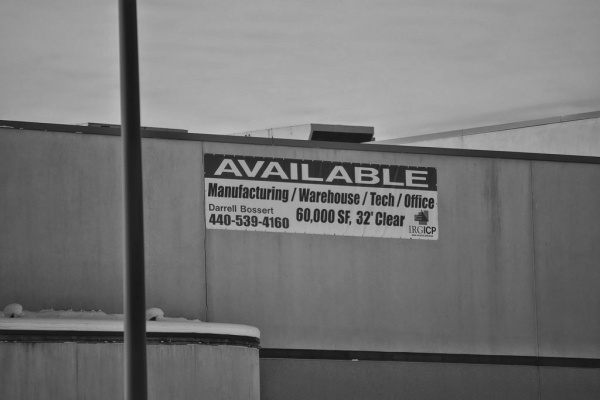 AVAILABLE
Manufacturing / Warehouse / Tech / Office
Darrell Bossert
440-539-4160
60,000 SF, 32' Clear
IRGICP